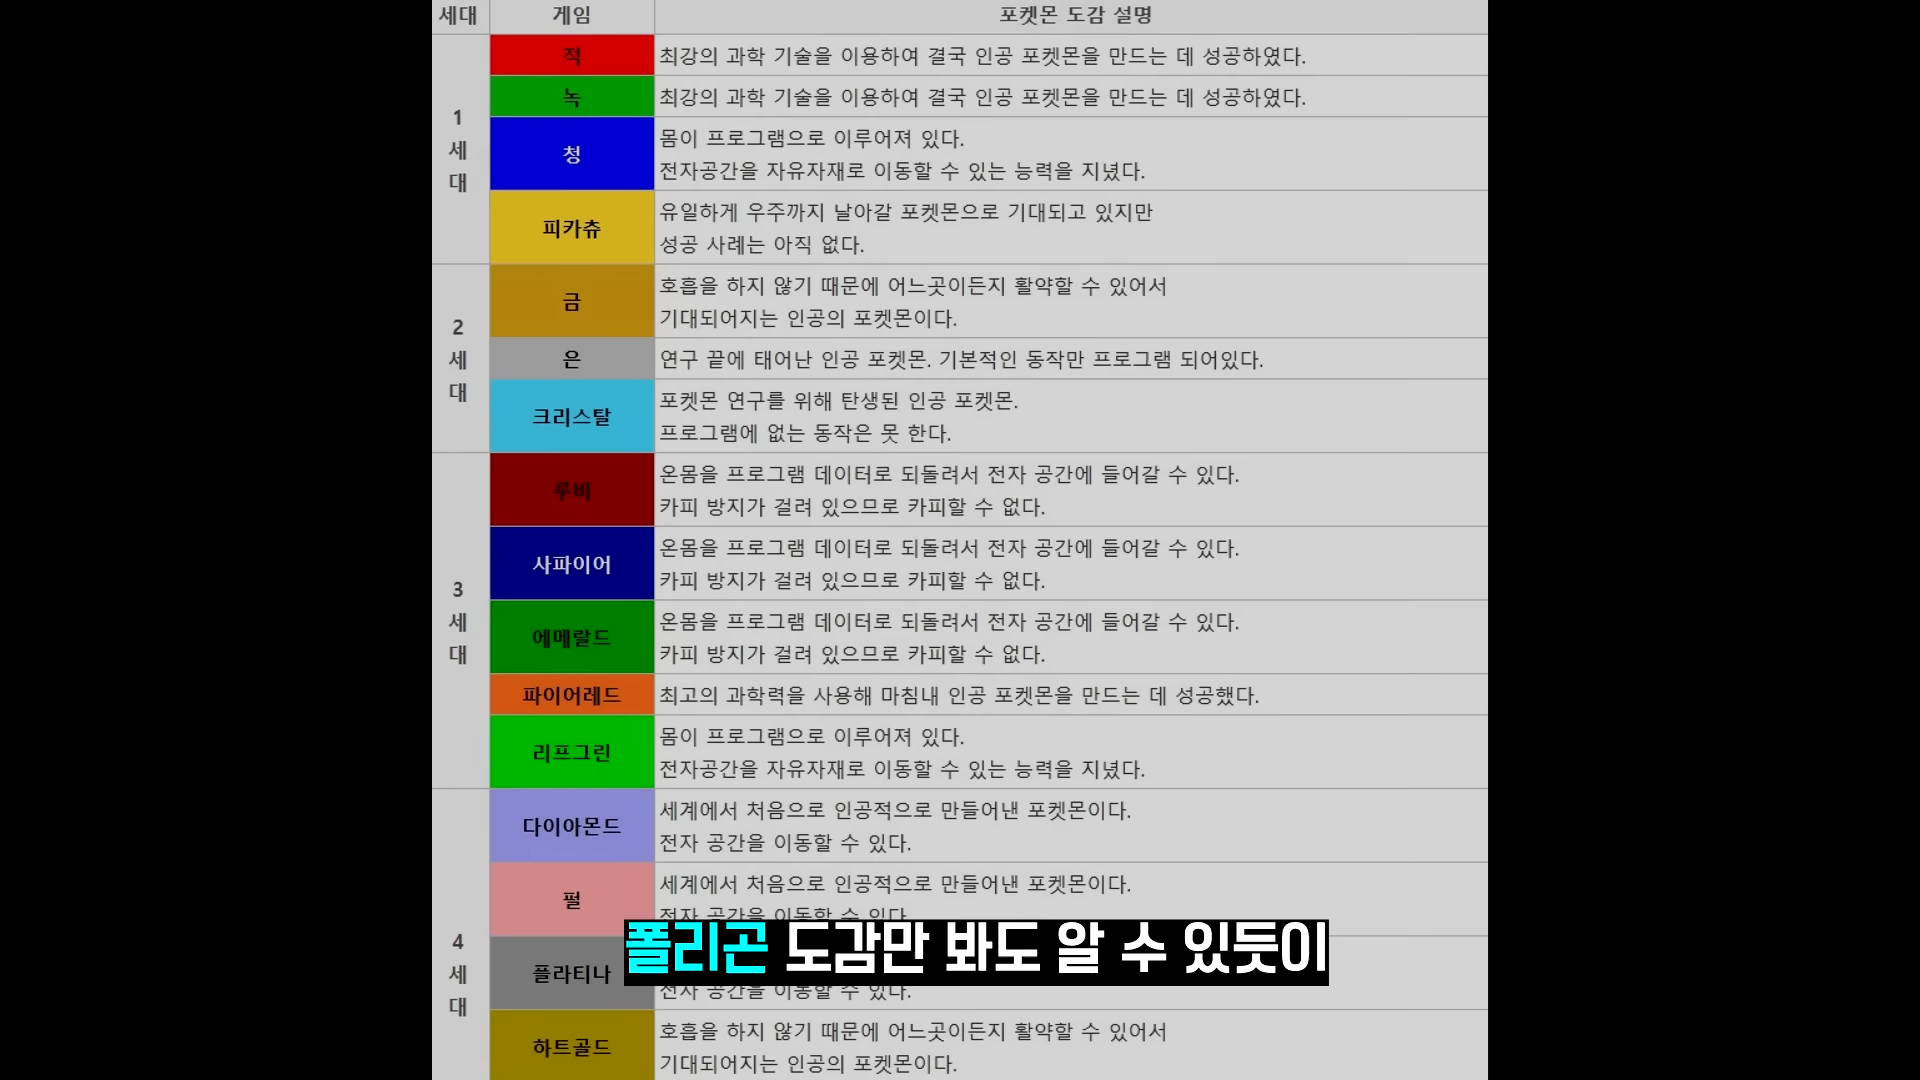 세대 게임 포켓몬 도감 설명
1세대
적 최강의 과학 기술을 이용하여 결국 인공 포켓몬을 만드는 데 성공하였다.
녹 최강의 과학 기술을 이용하여 결국 인공 포켓몬을 만드는 데 성공하였다.
청 몸이 프로그램으로 이루어져 있다.
전자공간을 자유자재로 이동할 수 있는 능력을 지녔다.
피카츄 유일하게 우주까지 날아갈 포켓몬으로 기대되고 있지만
성공 사례는 아직 없다.
2세대
금 호흡을 하지 않기 때문에 어느곳이든지 활약할 수 있어서
기대되어지는 인공의 포켓몬이다.
은 연구 끝에 태어난 인공 포켓몬. 기본적인 동작만 프로그램 되어있다.
크리스탈 포켓몬 연구를 위해 탄생된 인공 포켓몬.
프로그램에 없는 동작은 못 한다.
3세대
루비 온몸을 프로그램 데이터로 되돌려서 전자 공간에 들어갈 수 있다.
카피 방지가 걸려 있으므로 카피할 수 없다.
사파이어 온몸을 프로그램 데이터로 되돌려서 전자 공간에 들어갈 수 있다.
카피 방지가 걸려 있으므로 카피할 수 없다.
에메랄드 온몸을 프로그램 데이터로 되돌려서 전자 공간에 들어갈 수 있다.
카피 방지가 걸려 있으므로 카피할 수 없다.
파이어레드 최고의 과학력을 사용해 마침내 인공 포켓몬을 만드는 데 성공했다.
리프그린 몸이 프로그램으로 이루어져 있다.
전자공간을 자유자재로 이동할 수 있는 능력을 지녔다.
4세대
다이아몬드 세계에서 처음으로 인공적으로 만들어낸 포켓몬이다.
전자 공간을 이동할 수 있다.
펄 세계에서 처음으로 인공적으로 만들어낸 포켓몬이다.
전자 공간을 이동할 수 있다.
폴리곤 도감만 봐도 알 수 있듯이
플라티나
전자 공간을 이동할 수 있다.
하트골드 호흡을 하지 않기 때문에 어느곳이든지 활약할 수 있어서
기대되어지는 인공의 포켓몬이다.